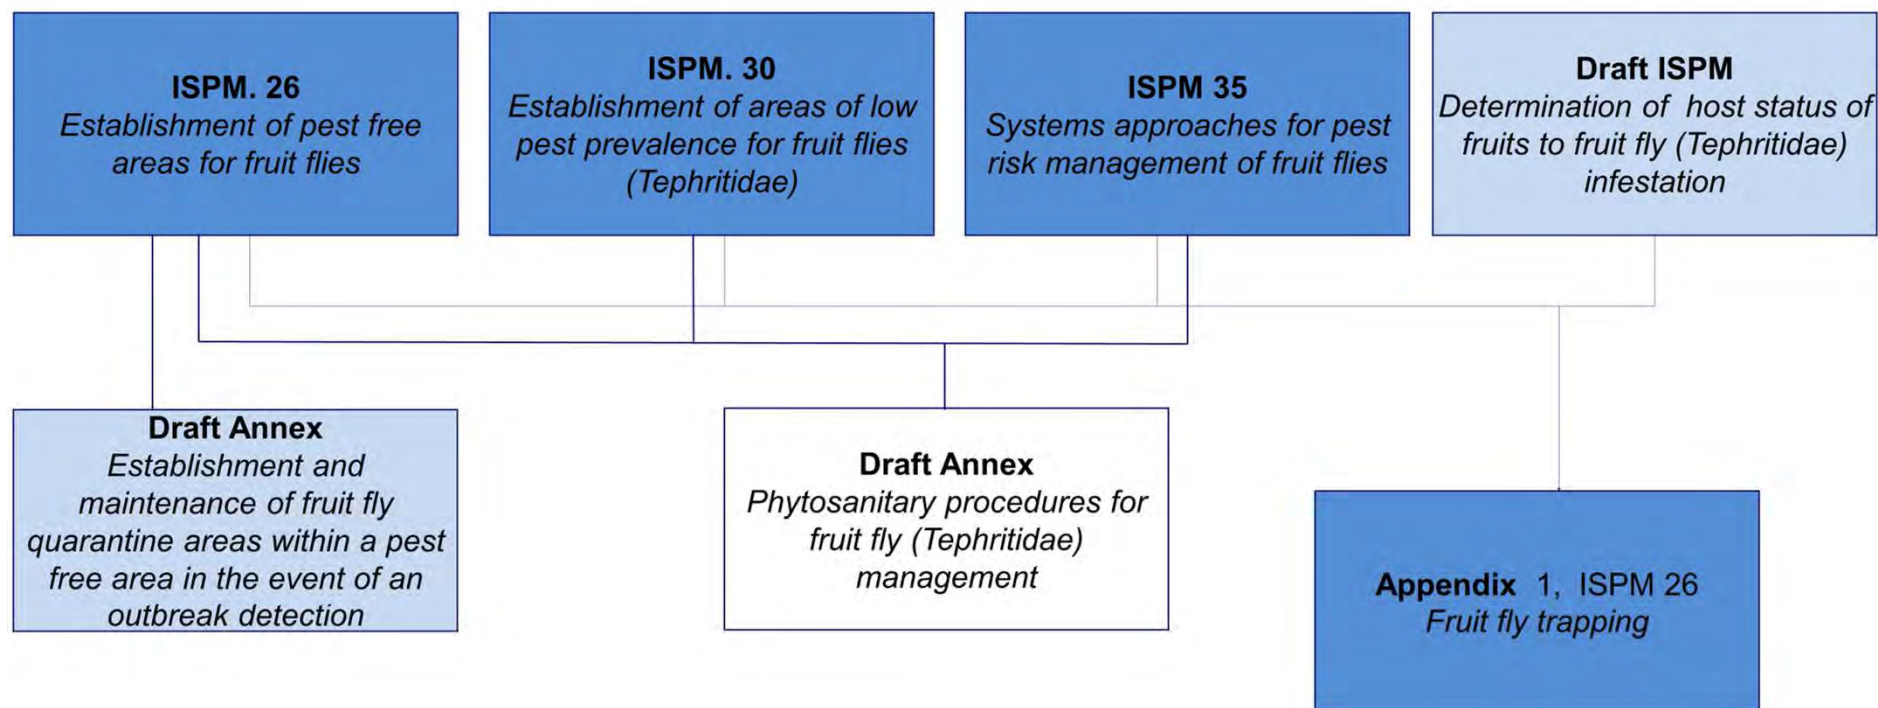 ISPM. 26
Establishment of pest free
areas for fruit flies
ISPM. 30
Establishment of areas of low
pest prevalence for fruit flies
(Tephritidae)
ISPM 35
Systems approaches for pest
risk management of fruit flies
Draft ISPM
Determination of host status of
fruits to fruit fly (Tephritidae)
infestation
Draft Annex
Establishment and
maintenance of fruit fly
quarantine areas within a pest
free area in the event of an
outbreak detection
Draft Annex
Phytosanitary procedures for
fruit fly (Tephritidae)
management
Appendix 1, ISPM 26
Fruit fly trapping